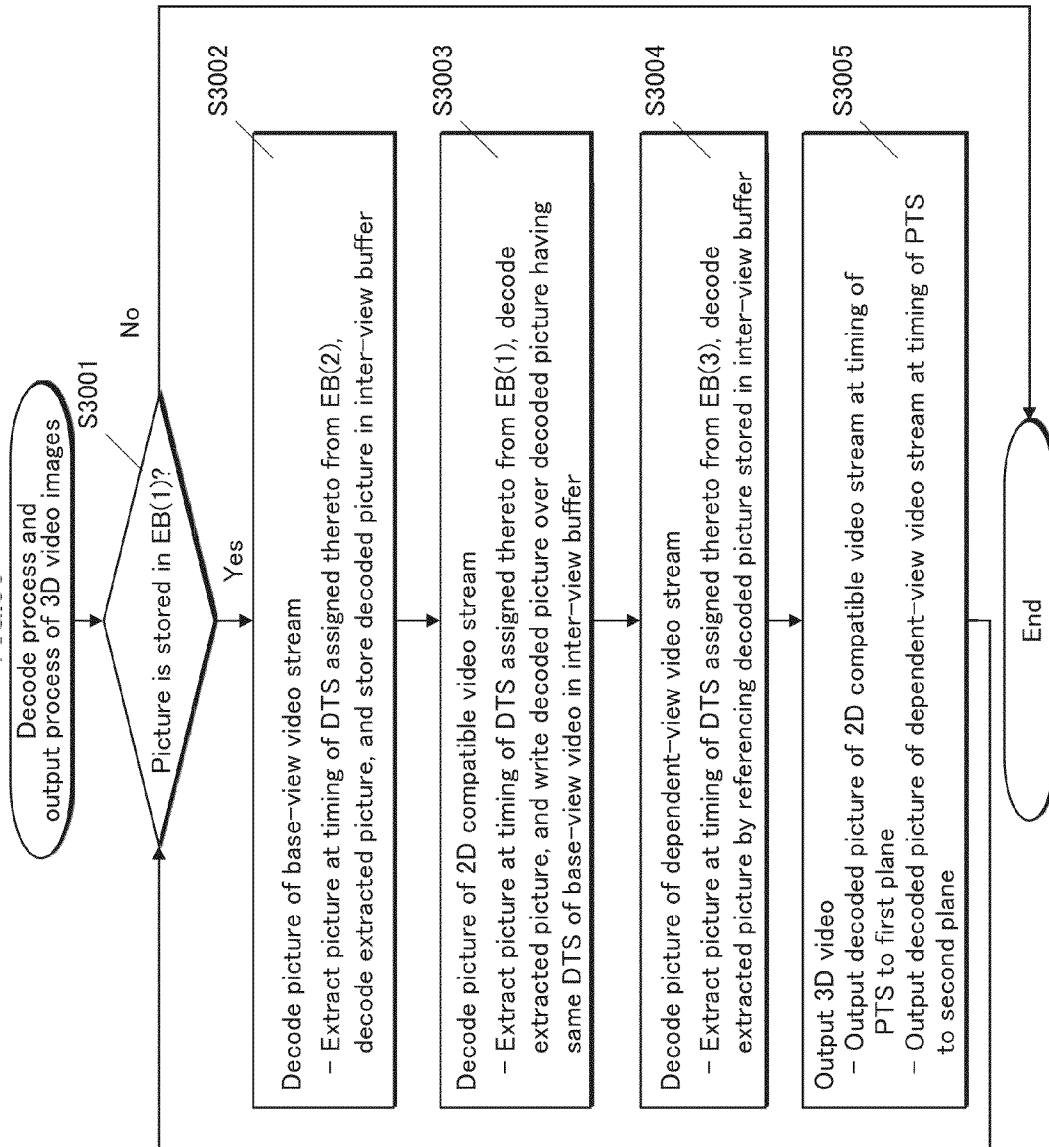 Decode process and
output process of 3D video images
S3001
Picture is stored in EB(1)?
No
Yes
S3002
Decode picture of base-view video stream
- Extract picture at timing of DTS assigned thereto from EB(2),
decode extracted picture, and store decoded picture in inter-view buffer
S3003
Decode picture of 2D compatible video stream
- Extract picture at timing of DTS assigned thereto from EB(1), decode
extracted picture, and write decoded picture over decoded picture having
same DTS of base-view video in inter-view buffer
S3004
Decode picture of dependent-view video stream
- Extract picture at timing of DTS assigned thereto from EB(3), decode
extracted picture by referencing decoded picture stored in inter-view buffer
S3005
Output 3D video
- Output decoded picture of 2D compatible video stream at timing of
PTS to first plane
- Output decoded picture of dependent-view video stream at timing of PTS
to second plane
End